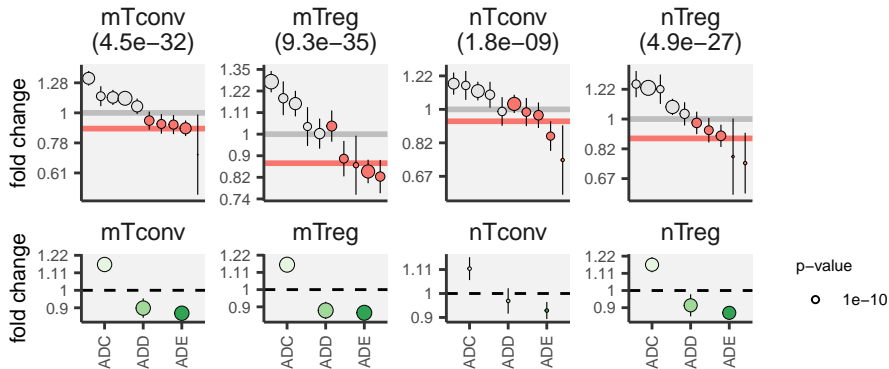 mTconv
(4.5e−32)
mTreg
(9.3e−35)
nTconv
(1.8e−09)
nTreg
(4.9e−27)
fold change
1.28
1
0.78
0.61
1.35
1.22
1.11
1
0.9
0.82
0.74
1.22
1
0.82
0.67
1.22
1
0.82
0.67
mTconv
mTreg
nTconv
nTreg
fold change
1.22
1.11
1
0.9
1.22
1.11
1
0.9
1.11
1
0.9
1.22
1.11
1
0.9
ADC
ADD
ADE
ADC
ADD
ADE
ADC
ADD
ADE
ADC
ADD
ADE
p−value
1e−10